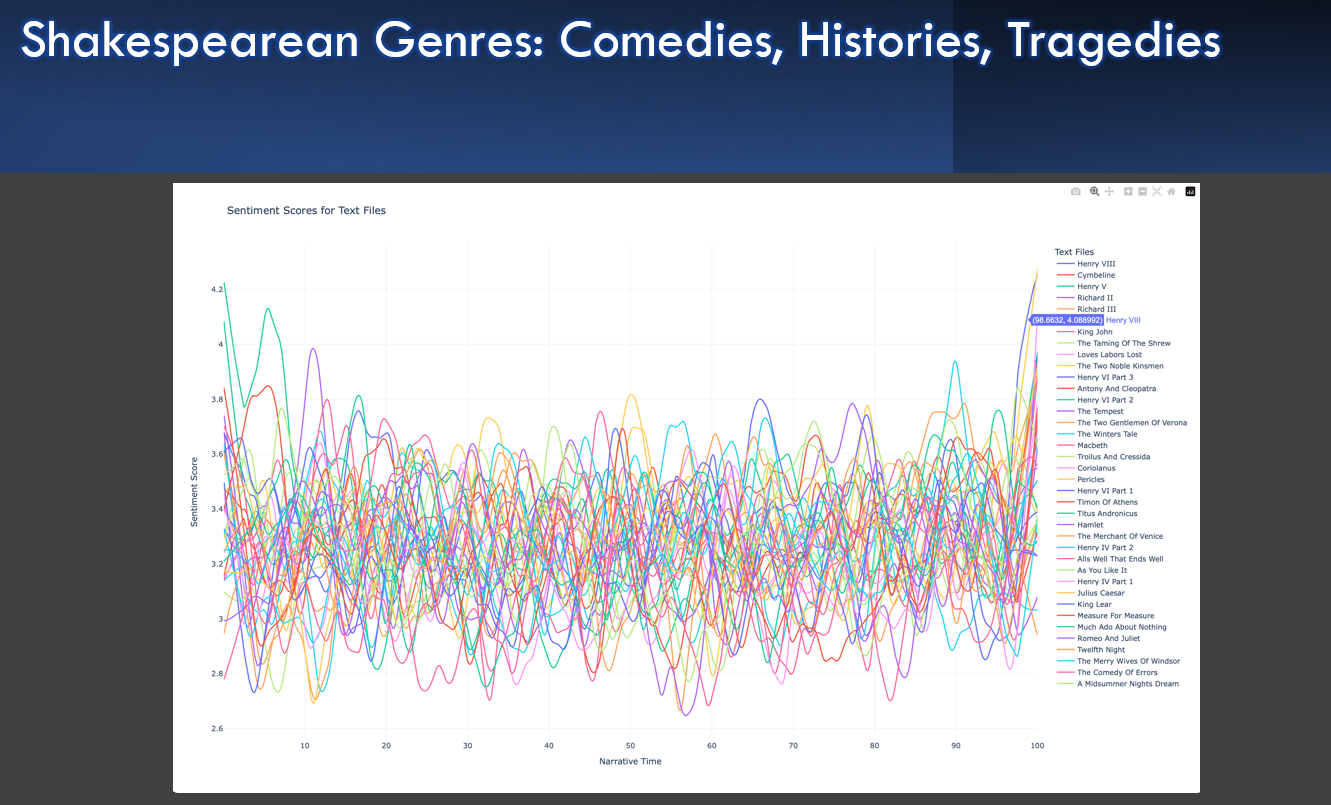 Shakespearean Genres: Comedies, Histories, Tragedies
Sentiment Scores for Text Files
Text Files
Henry VIII
Cymbeline
Henry V
Richard II
Richard III
(98.6632, 4.088992) Henry VIII
King John
The Taming Of The Shrew
Loves Labors Lost
The Two Noble Kinsmen
Henry VI Part 3
Antony And Cleopatra
Henry VI Part 2
The Tempest
The Two Gentlemen Of Verona
The Winters Tale
Macbeth
Troilus And Cressida
Coriolanus
Pericles
Henry VI Part 1
Timon Of Athens
Titus Andronicus
Hamlet
The Merchant Of Venice
Henry IV Part 2
Alls Well That Ends Well
As You Like It
Henry IV Part 1
Julius Caesar
King Lear
Measure For Measure
Much Ado About Nothing
Romeo And Juliet
Twelfth Night
The Merry Wives Of Windsor
The Comedy Of Errors
A Midsummer Nights Dream
4.2
4
3.8
3.6
3.4
3.2
3
2.8
2.6
Sentiment Score
10 20 30 40 50 60 70 80 90 100
Narrative Time